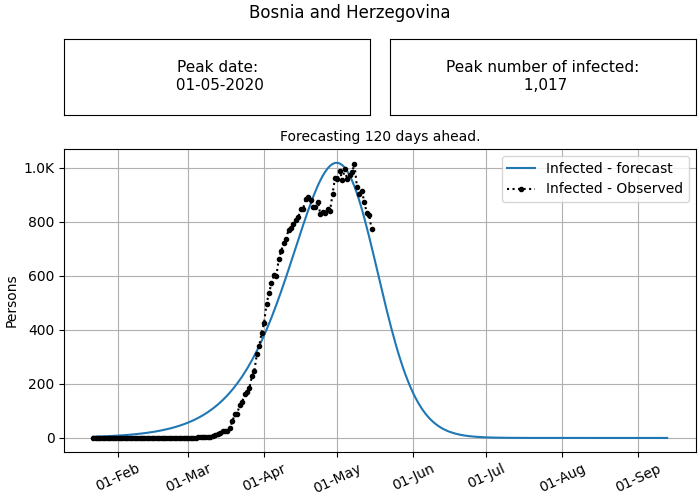 Bosnia and Herzegovina
Peak date:
01-05-2020
Peak number of infected:
1,017
Forecasting 120 days ahead.
Infected - forecast
Infected - Observed
Persons
1.0K
800
600
400
200
0
01-Feb
01-Mar
01-Apr
01-May
01-Jun
01-Jul
01-Aug
01-Sep